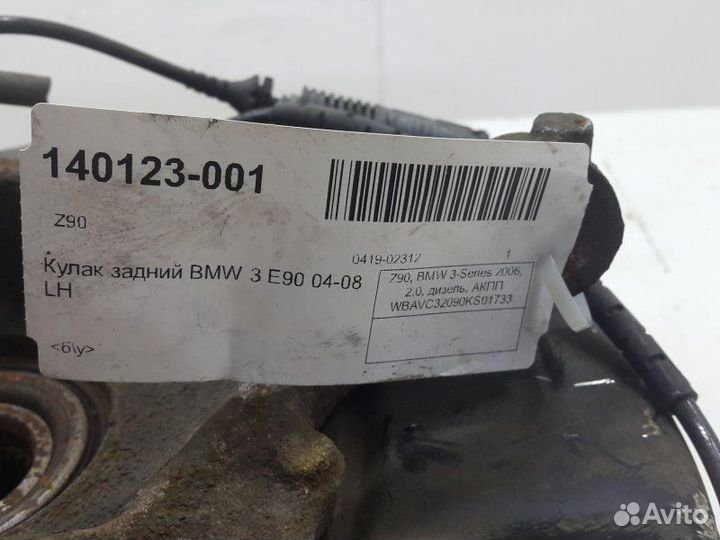 140123-001
Z90
0419-02312 1
Кулак задний BMW 3 E90 04-08
LH
Z90, BMW 3-Series 2006,
2.0, дизель, АКПП
WBAVC32090KS01733
<б\у>
Avito